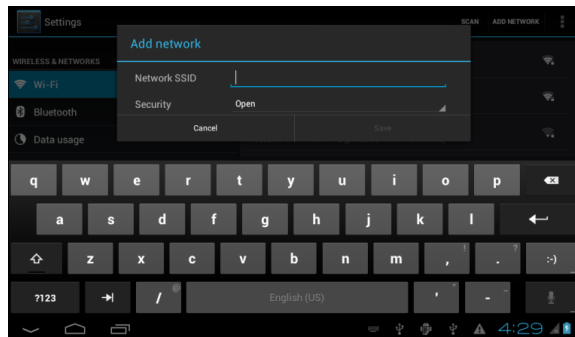 Settings
SCAN ADD NETWORK
Add network
WIRELESS & NETWORKS
Wi-Fi
Network SSID
Bluetooth
Security Open
Data usage
Cancel Save
q w e r t y u i o p
a s d f g h j k l
z x c v b n m , ! . ? :-)
?123 / @ English (US) ' " - _
4:29